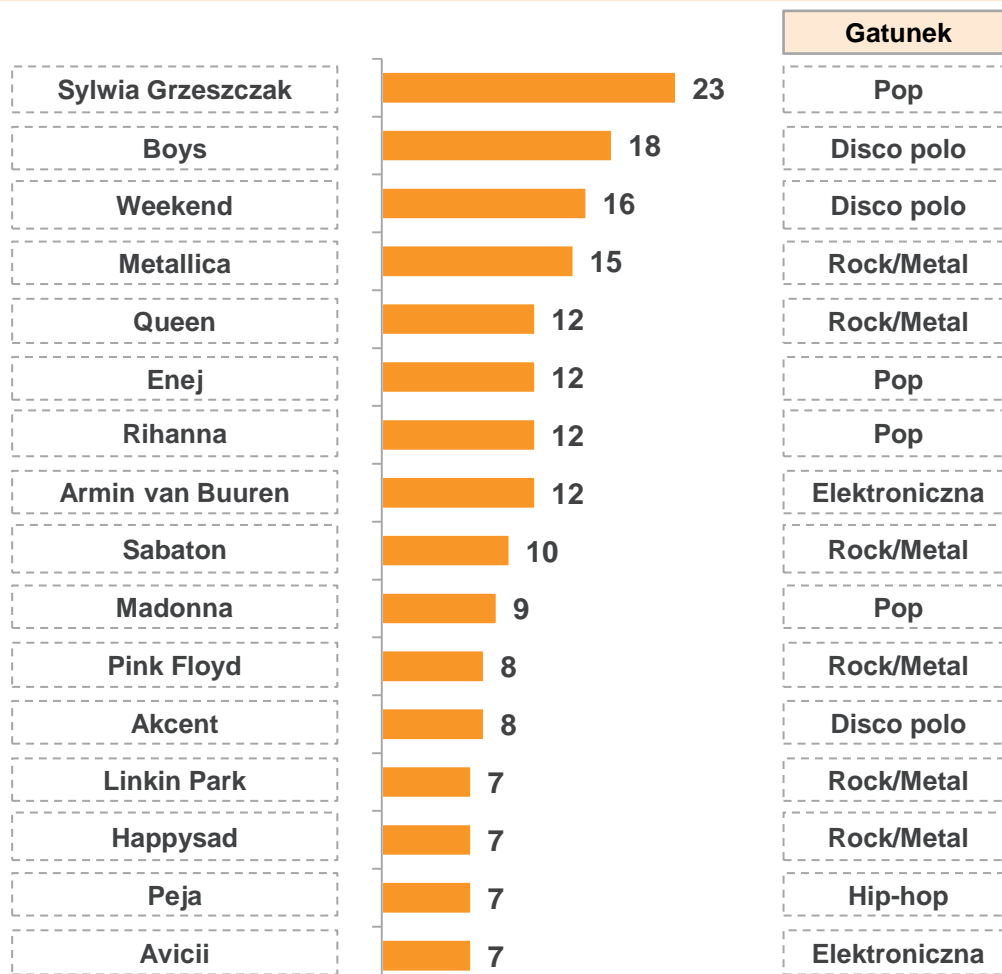 Gatunek
Sylwia Grzeszczak 23 Pop
Boys 18 Disco polo
Weekend 16 Disco polo
Metallica 15 Rock/Metal
Queen 12 Rock/Metal
Enej 12 Pop
Rihanna 12 Pop
Armin van Buuren 12 Elektroniczna
Sabaton 10 Rock/Metal
Madonna 9 Pop
Pink Floyd 8 Rock/Metal
Akcent 8 Disco polo
Linkin Park 7 Rock/Metal
Happysad 7 Rock/Metal
Peja 7 Hip-hop
Avicii 7 Elektroniczna